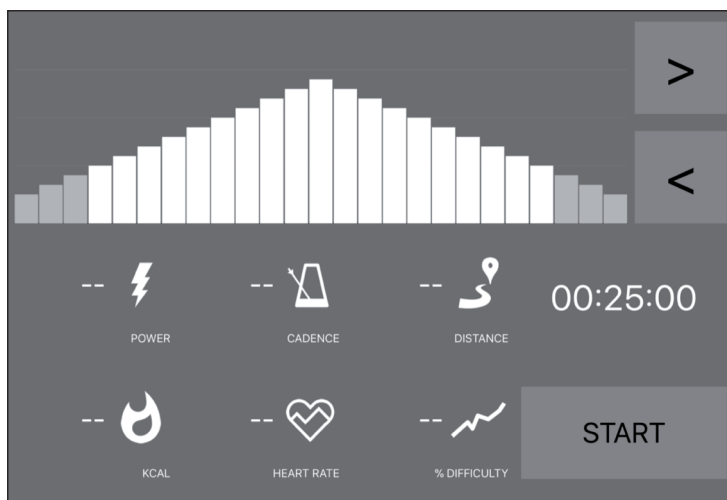 >
<
--
--
--
00:25:00
POWER
CADENCE
DISTANCE
--
--
--
START
KCAL
HEART RATE
% DIFFICULTY